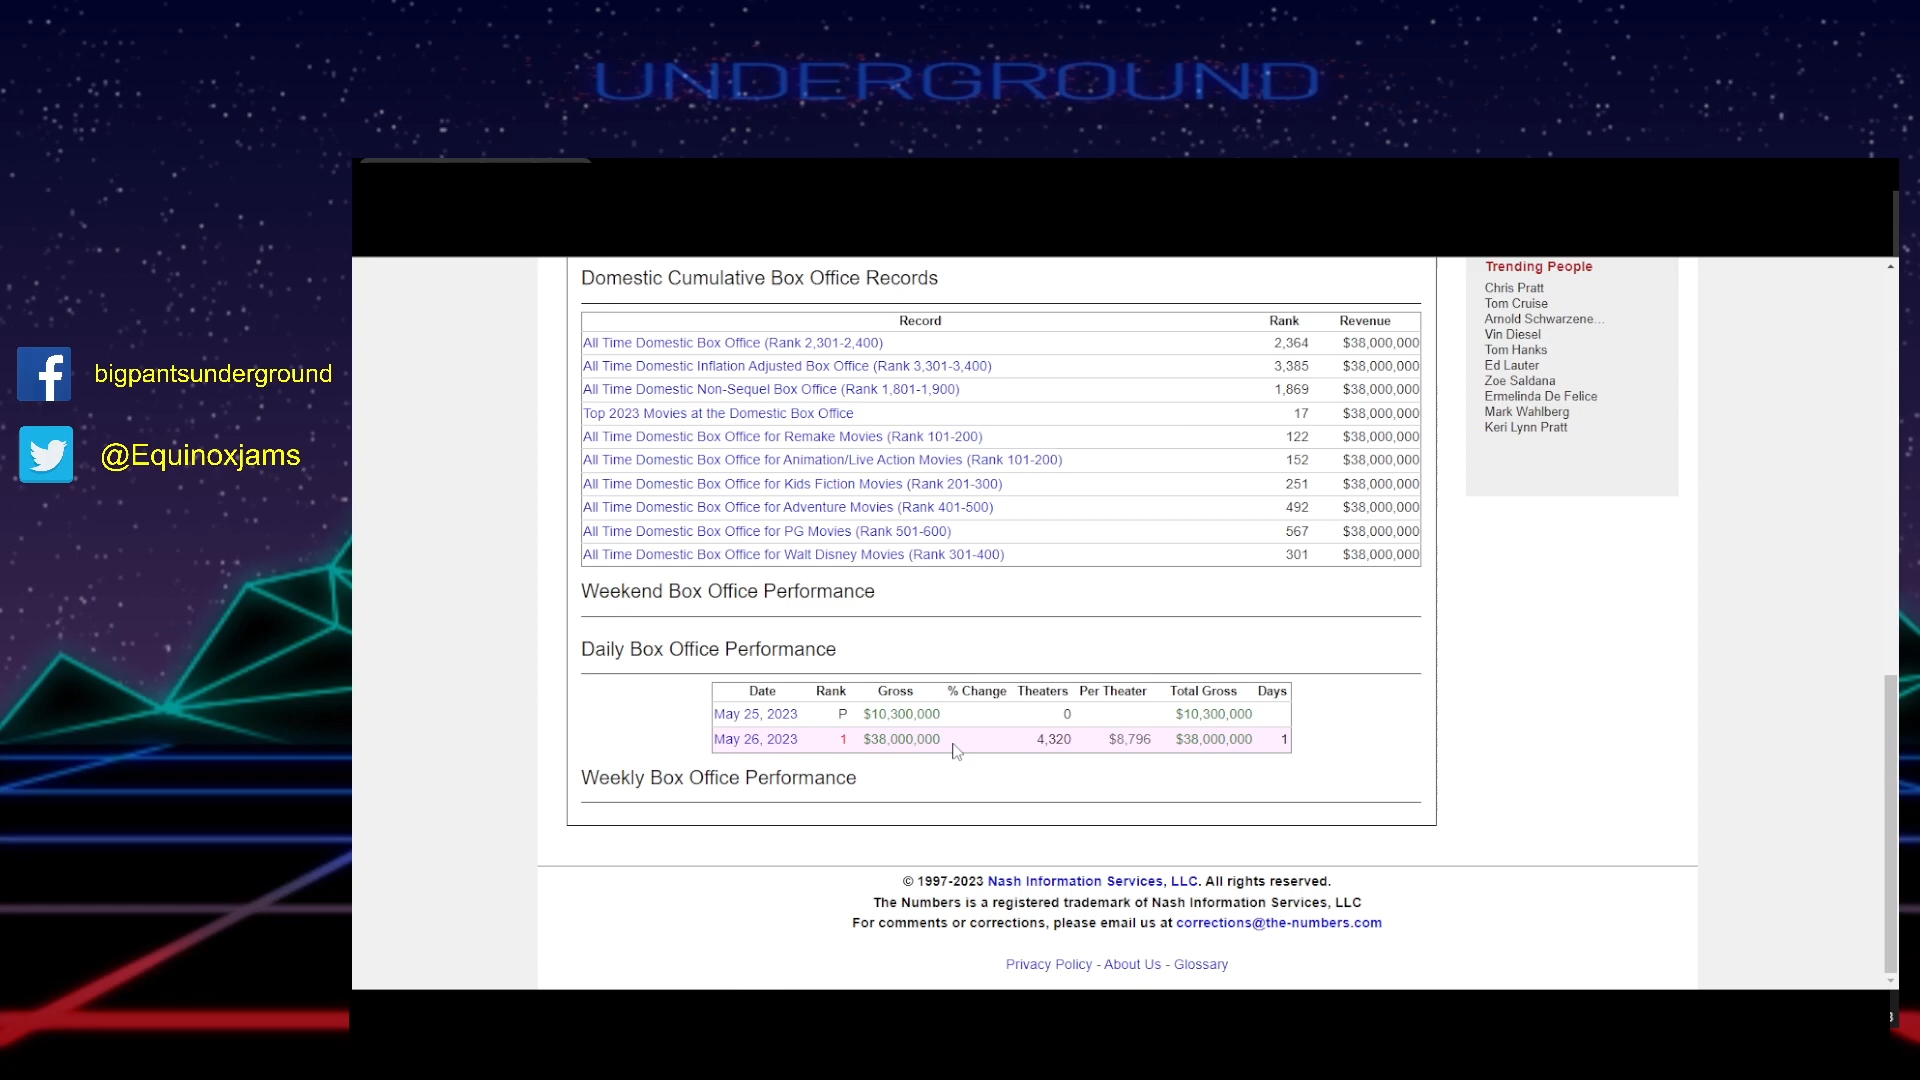 UNDERGROUND
bigpantsunderground
@Equinoxjams
Domestic Cumulative Box Office Records
Record Rank Revenue
All Time Domestic Box Office (Rank 2,301-2,400) 2,364 $38,000,000
All Time Domestic Inflation Adjusted Box Office (Rank 3,301-3,400) 3,385 $38,000,000
All Time Domestic Non-Sequel Box Office (Rank 1,801-1,900) 1,869 $38,000,000
Top 2023 Movies at the Domestic Box Office 17 $38,000,000
All Time Domestic Box Office for Remake Movies (Rank 101-200) 122 $38,000,000
All Time Domestic Box Office for Animation/Live Action Movies (Rank 101-200) 152 $38,000,000
All Time Domestic Box Office for Kids Fiction Movies (Rank 201-300) 251 $38,000,000
All Time Domestic Box Office for Adventure Movies (Rank 401-500) 492 $38,000,000
All Time Domestic Box Office for PG Movies (Rank 501-600) 567 $38,000,000
All Time Domestic Box Office for Walt Disney Movies (Rank 301-400) 301 $38,000,000
Weekend Box Office Performance
Daily Box Office Performance
Date Rank Gross % Change Theaters Per Theater Total Gross Days
May 25, 2023 P $10,300,000 0 $10,300,000
May 26, 2023 1 $38,000,000 4,320 $8,796 $38,000,000 1
Weekly Box Office Performance
Trending People
Chris Pratt
Tom Cruise
Arnold Schwarzene...
Vin Diesel
Tom Hanks
Ed Lauter
Zoe Saldana
Ermelinda De Felice
Mark Wahlberg
Keri Lynn Pratt
© 1997-2023 Nash Information Services, LLC. All rights reserved.
The Numbers is a registered trademark of Nash Information Services, LLC
For comments or corrections, please email us at corrections@the-numbers.com
Privacy Policy - About Us - Glossary